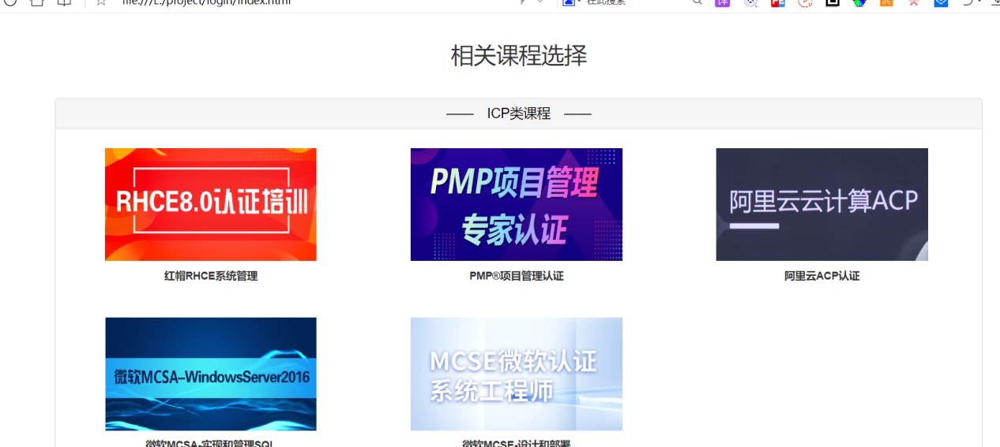 file:///E:/project/login/index.html
在此搜索
相关课程选择
ICP类课程
RHCE8.0认证培训
PMP项目管理
专家认证
阿里云云计算ACP
红帽RHCE系统管理
PMP®项目管理认证
阿里云ACP认证
微软MCSA-WindowsServer2016
MCSE微软认证
系统工程师
微软MCSA-实现和管理SQL
微软MCSE-设计和部署